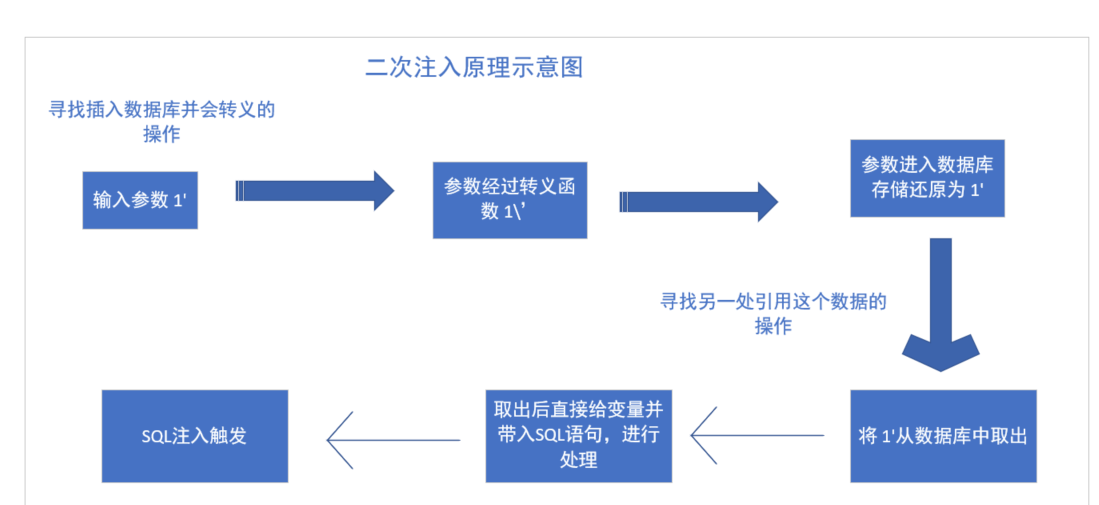 二次注入原理示意图
寻找插入数据库并会转义的
操作
输入参数 1'
参数经过转义函
数 1\’
参数进入数据库
存储还原为 1'
寻找另一处引用这个数据的
操作
将 1'从数据库中取出
取出后直接给变量并
带入SQL语句，进行
处理
SQL注入触发